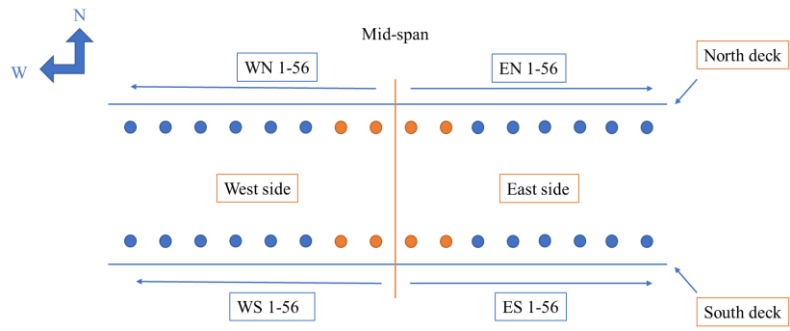 N
W
Mid-span
WN 1-56
EN 1-56
North deck
West side
East side
WS 1-56
ES 1-56
South deck